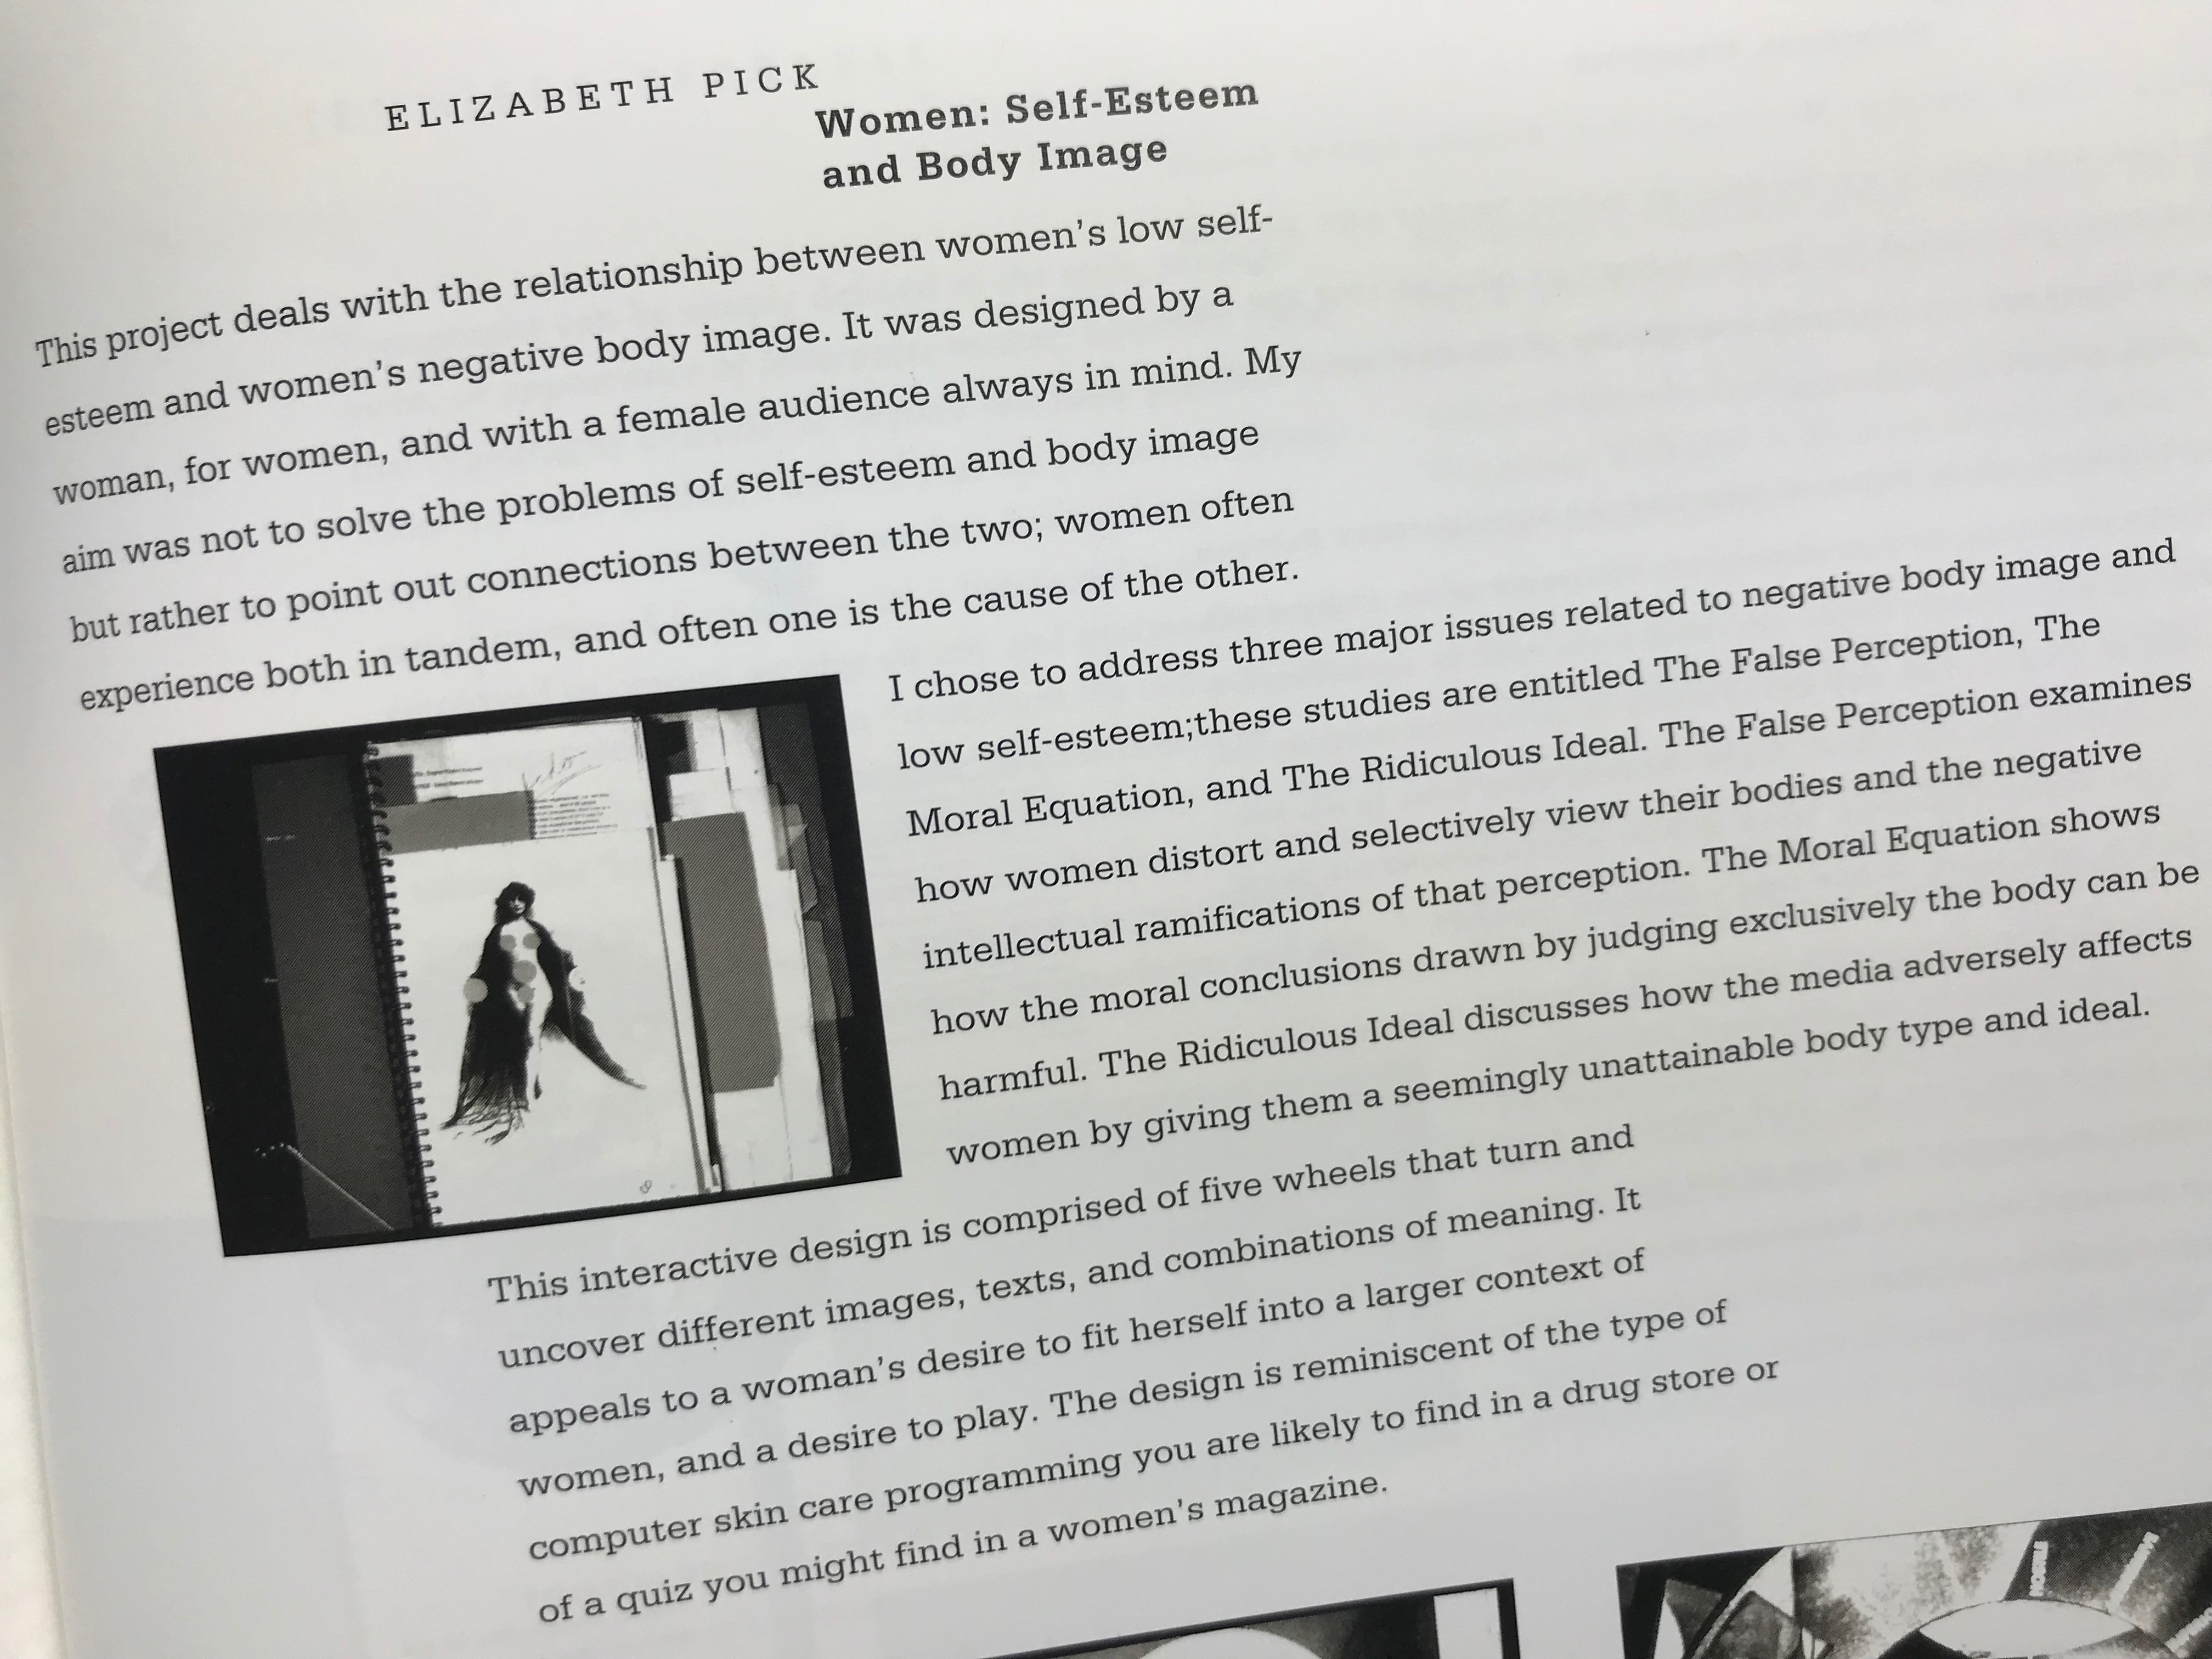 ELIZABETH PICK
Women: Self-Esteem
and Body Image
This project deals with the relationship between women's low self-
esteem and women's negative body image. It was designed by a
woman, for women, and with a female audience always in mind. My
aim was not to solve the problems of self-esteem and body image
but rather to point out connections between the two; women often
experience both in tandem, and often one is the cause of the other.
I chose to address three major issues related to negative body image and
low self-esteem;these studies are entitled The False Perception, The
Moral Equation, and The Ridiculous Ideal. The False Perception examines
how women distort and selectively view their bodies and the negative
intellectual ramifications of that perception. The Moral Equation shows
how the moral conclusions drawn by judging exclusively the body can be
harmful. The Ridiculous Ideal discusses how the media adversely affects
women by giving them a seemingly unattainable body type and ideal.
This interactive design is comprised of five wheels that turn and
uncover different images, texts, and combinations of meaning. It
appeals to a woman's desire to fit herself into a larger context of
women, and a desire to play. The design is reminiscent of the type of
computer skin care programming you are likely to find in a drug store or
of a quiz you might find in a women's magazine.